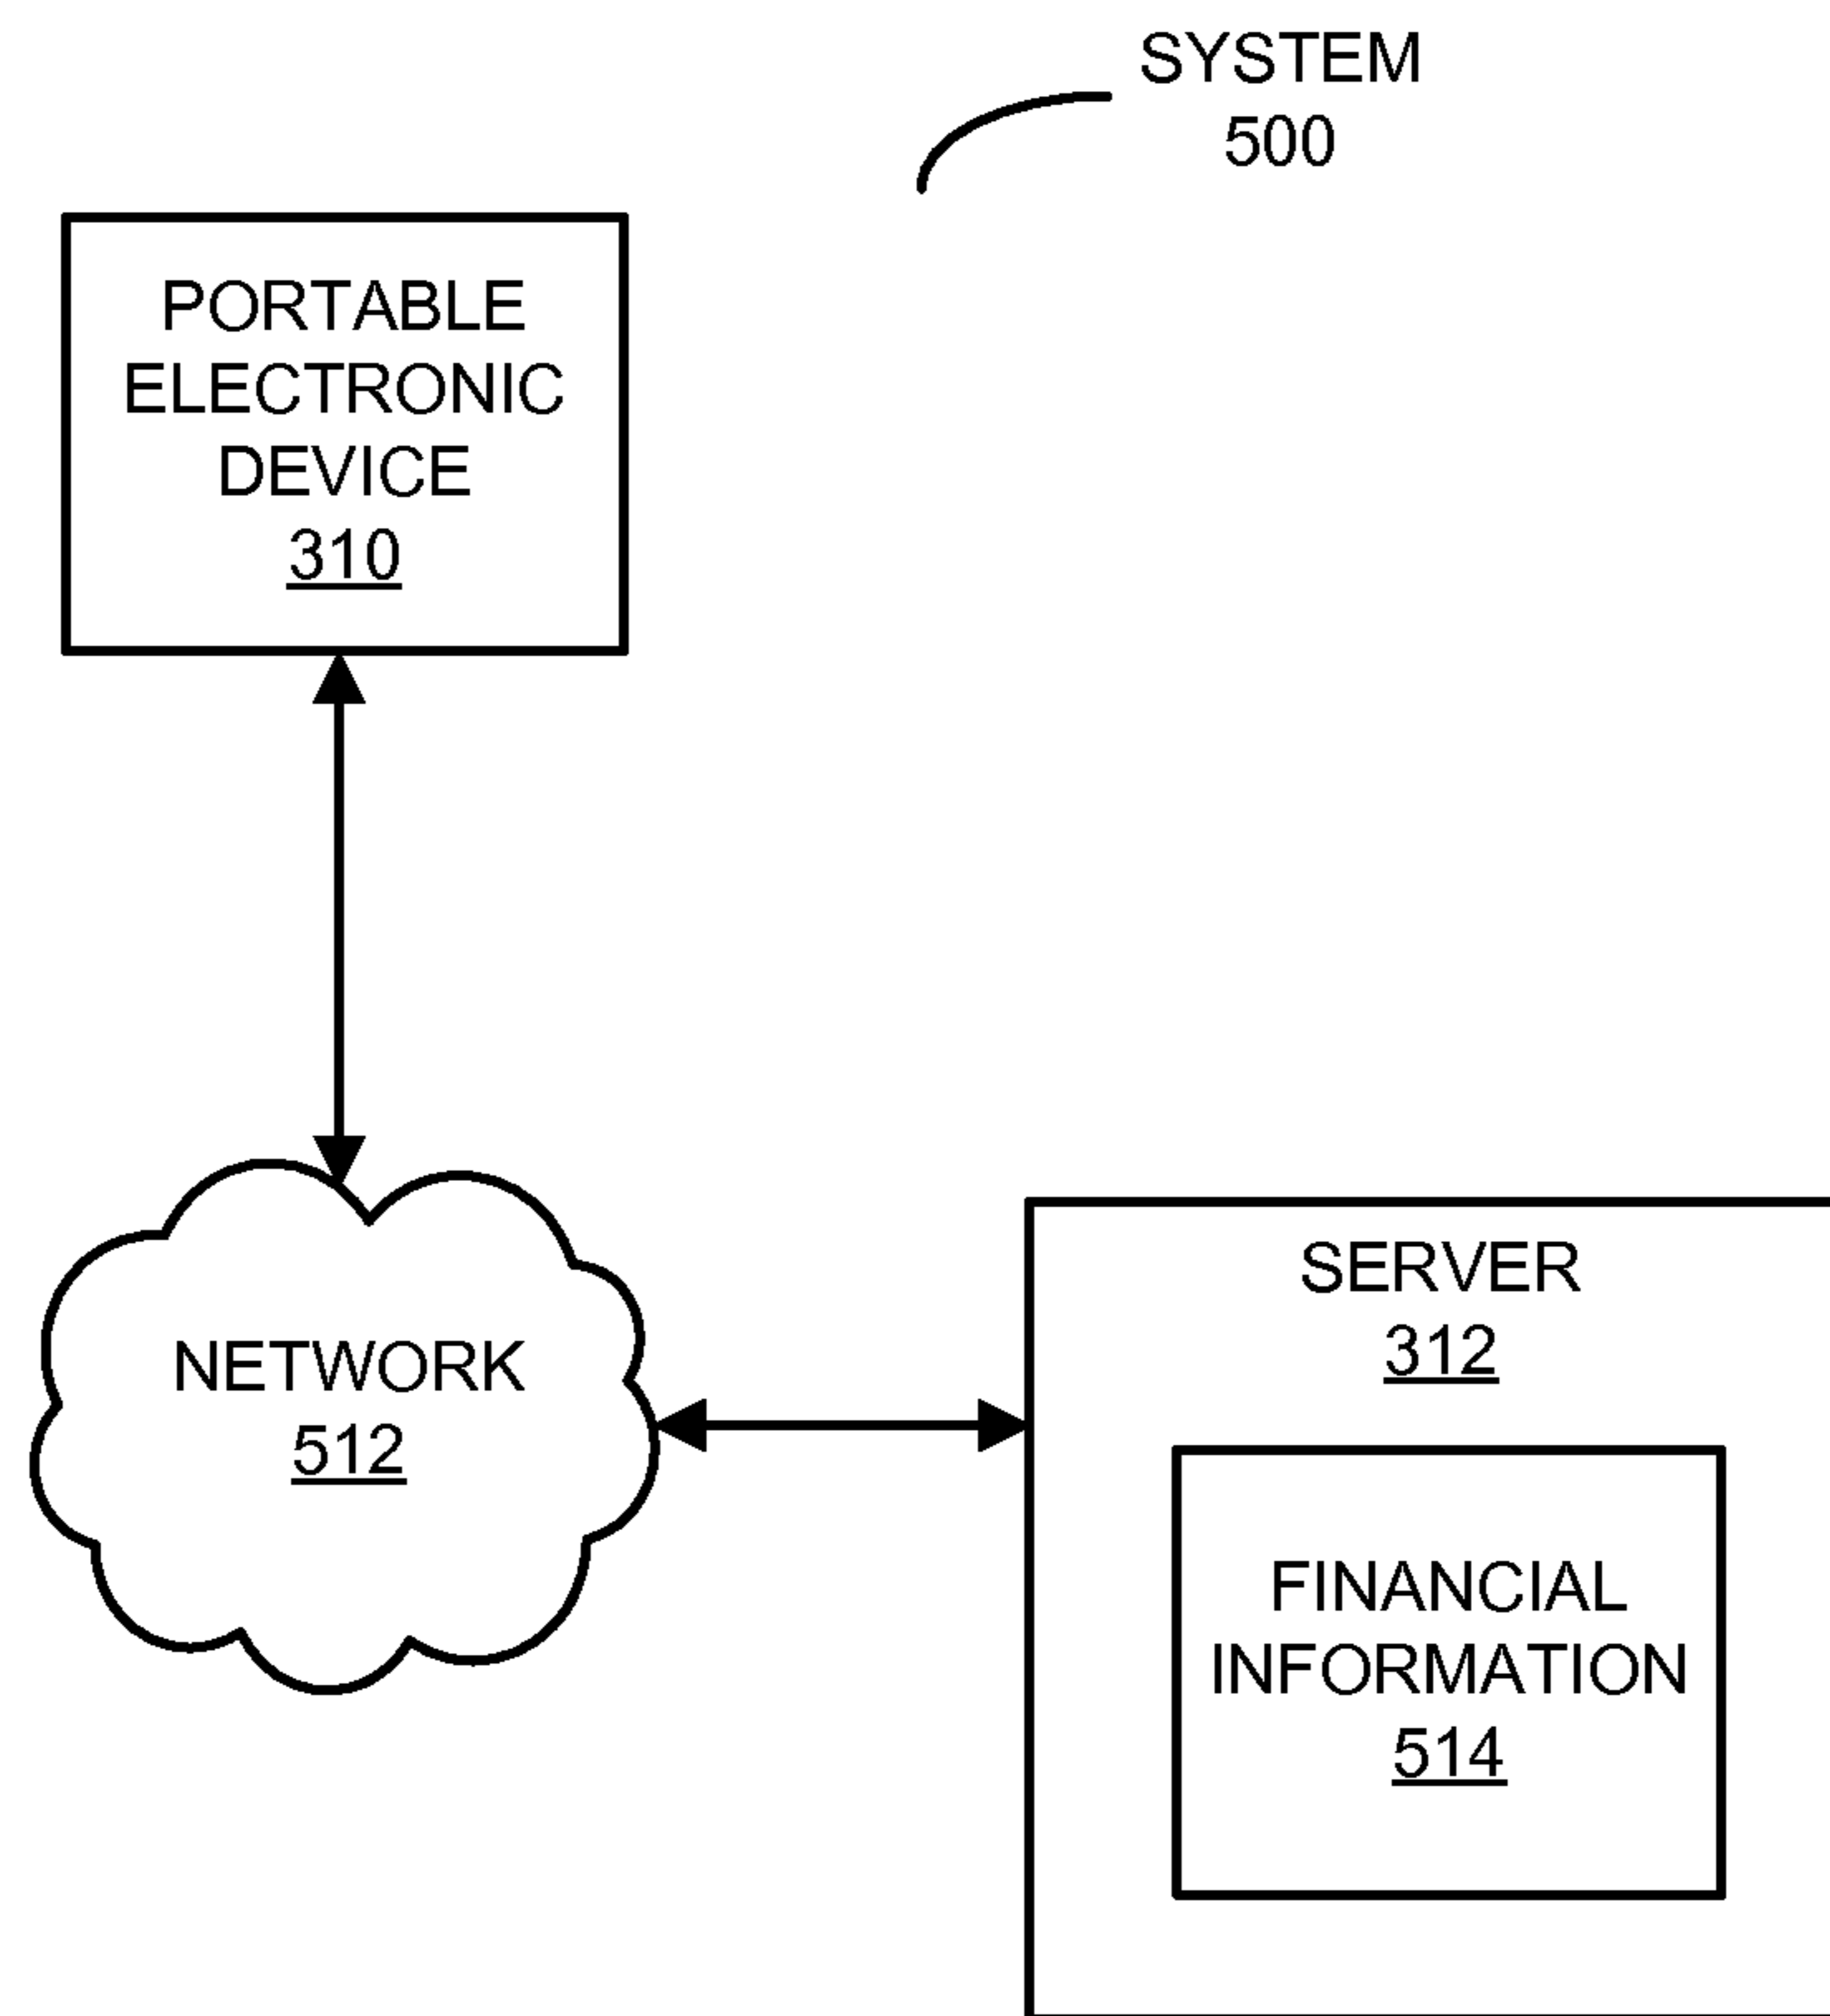 SYSTEM
500
PORTABLE
ELECTRONIC
DEVICE
310
NETWORK
512
SERVER
312
FINANCIAL
INFORMATION
514